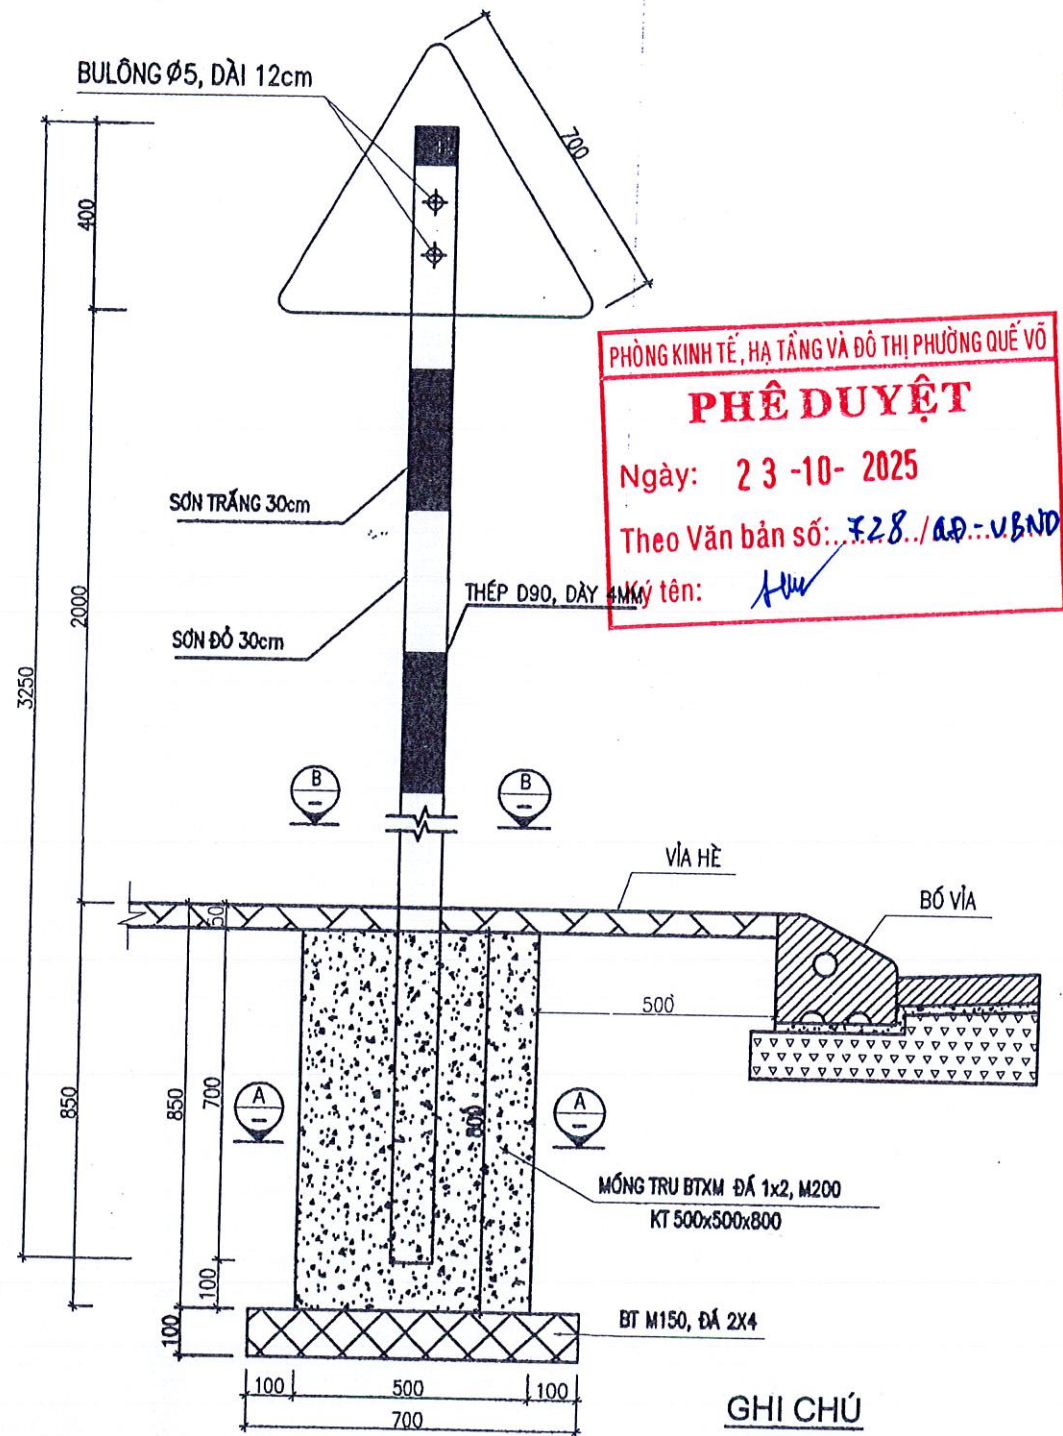 BULÔNG Ø5, DÀI 12cm
700
400
PHÒNG KINH TẾ, HẠ TẦNG VÀ ĐÔ THỊ PHƯỜNG QUẾ VÕ
PHÊ DUYỆT
Ngày: 23 -10- 2025
Theo Văn bản số:...728../QĐ-UBND
Ký tên:
SƠN TRẮNG 30cm
THÉP D90, DÀY 4MM
2000
SƠN ĐỎ 30cm
3250
B
B
VỈA HÈ
BÓ VỈA
50
500
850
850
700
A
A
800
MÓNG TRU BTXM ĐÁ 1x2, M200
KT 500x500x800
100
100
BT M150, ĐÁ 2X4
100
500
100
700
GHI CHÚ